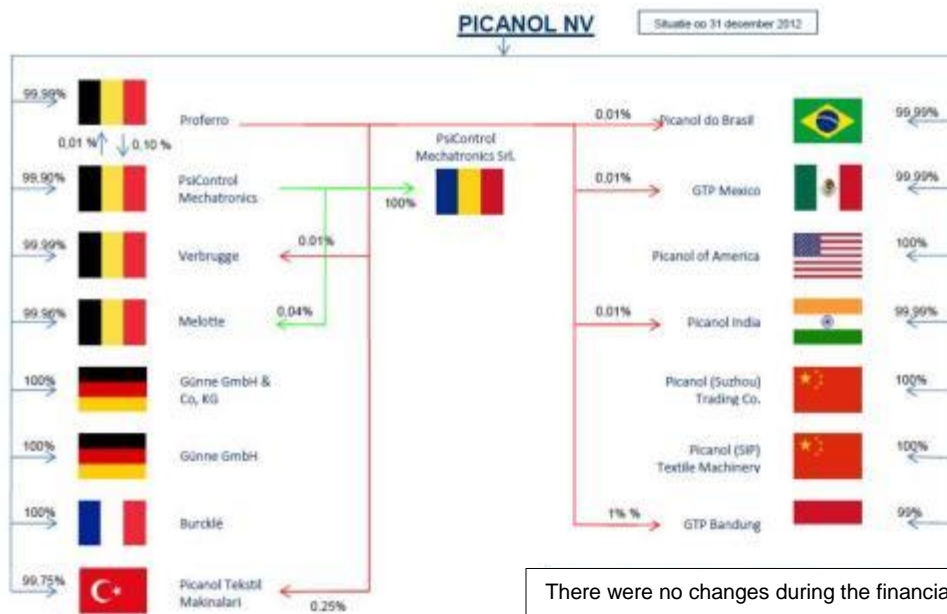 PICANOL NV
Situatie op 31 december 2012
99.99%
Proferro
0,01 %
0,10 %
99.90%
PsiControl
Mechatronics
99.99%
Verbrugge
0.01%
99.96%
Melotte
0,04%
100%
Günne GmbH &
Co, KG
100%
Günne GmbH
100%
Burcklé
99.75%
Picanol Tekstil
Makinalari
0.25%
PsiControl
Mechatronics Srl.
100%
0,01%
Picanol do Brasil
99,99%
0,01%
GTP Mexico
99,99%
Picanol of America
100%
0,01%
Picanol India
99,99%
Picanol (Suzhou)
Trading Co.
100%
Picanol (SIP)
Textile Machinery
100%
1% %
GTP Bandung
99%
There were no changes during the financia